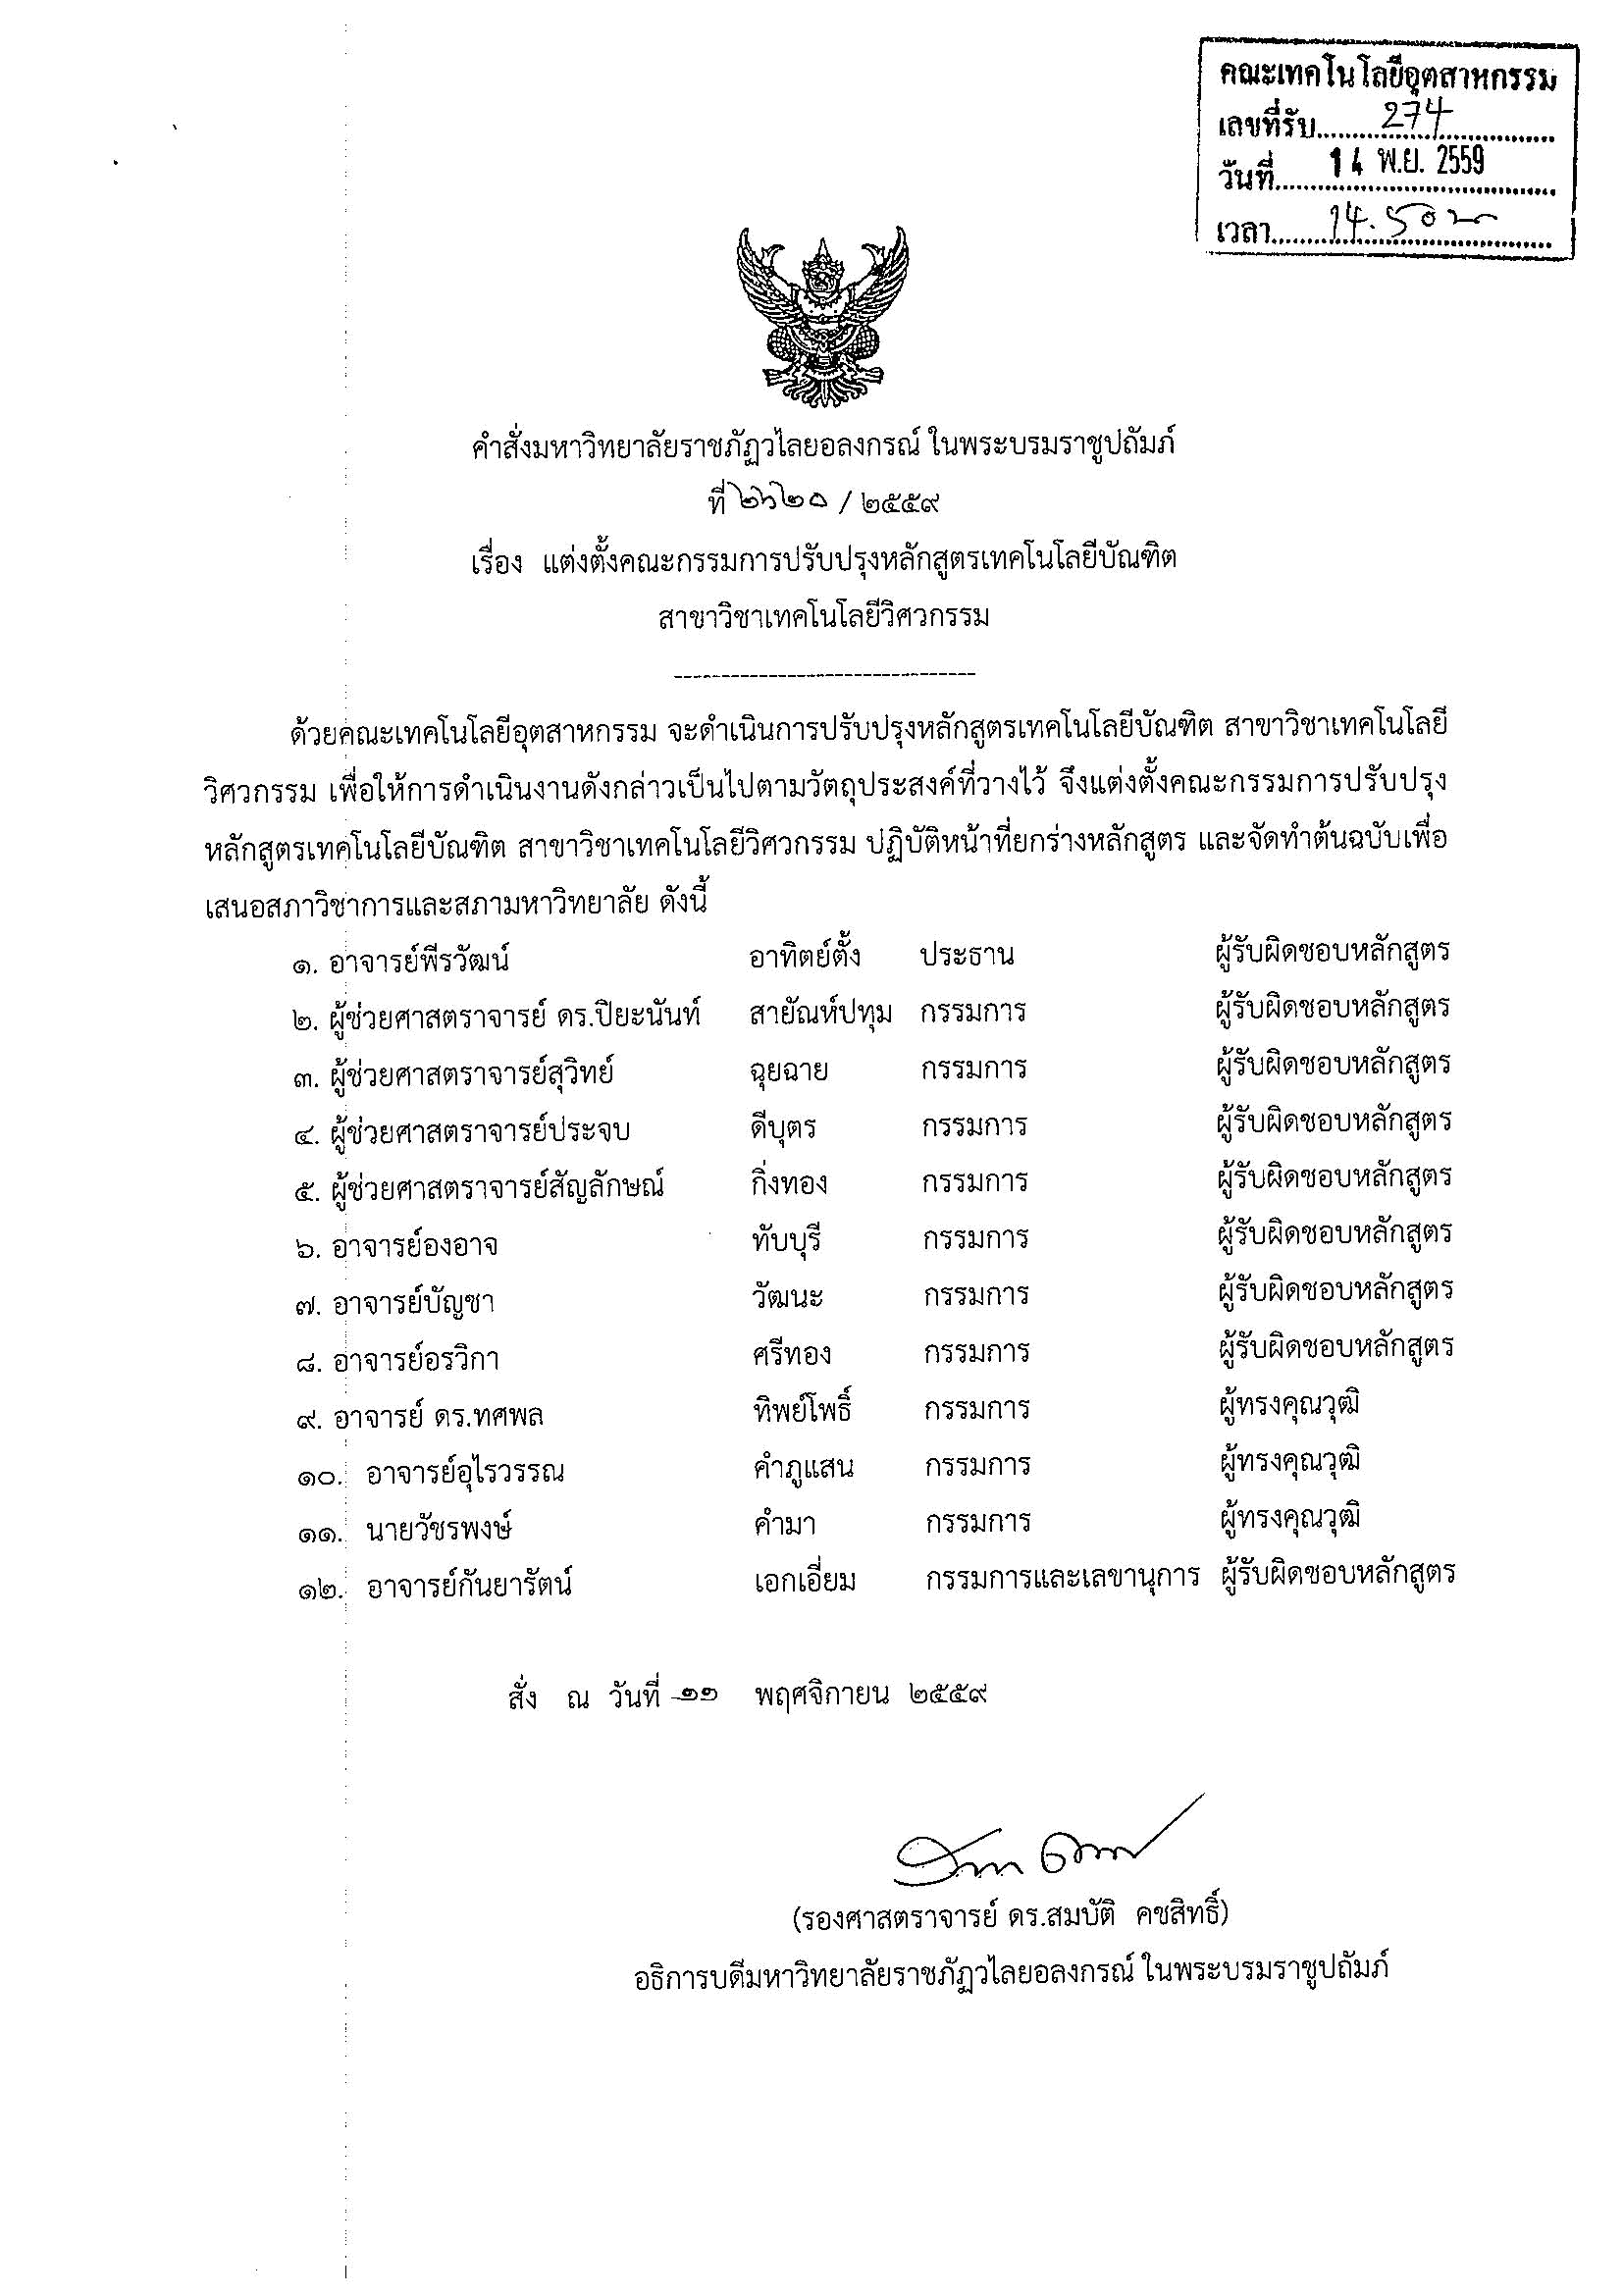 คณะเทคโนโลยีอุตสาหกรรม
เลขที่รับ 274
วันที่ 14 พ.ย. 2559
เวลา 14.50 น
คำสั่งมหาวิทยาลัยราชภัฏวไลยอลงกรณ์ ในพระบรมราชูปถัมภ์
ที่ ๒๖๒๑ / ๒๕๕๙
เรื่อง แต่งตั้งคณะกรรมการปรับปรุงหลักสูตรเทคโนโลยีบัณฑิต
สาขาวิชาเทคโนโลยีวิศวกรรม
ด้วยคณะเทคโนโลยีอุตสาหกรรม จะดำเนินการปรับปรุงหลักสูตรเทคโนโลยีบัณฑิต สาขาวิชาเทคโนโลยี
วิศวกรรม เพื่อให้การดำเนินงานดังกล่าวเป็นไปตามวัตถุประสงค์ที่วางไว้ จึงแต่งตั้งคณะกรรมการปรับปรุง
หลักสูตรเทคโนโลยีบัณฑิต สาขาวิชาเทคโนโลยีวิศวกรรม ปฏิบัติหน้าที่ยกร่างหลักสูตร และจัดทำต้นฉบับเพื่อ
เสนอสภาวิชาการและสภามหาวิทยาลัย ดังนี้
๑. อาจารย์พีรวัฒน์ อาทิตย์ตั้ง ประธาน ผู้รับผิดชอบหลักสูตร
๒. ผู้ช่วยศาสตราจารย์ ดร.ปิยะนันท์ สายัณห์ปทุม กรรมการ ผู้รับผิดชอบหลักสูตร
๓. ผู้ช่วยศาสตราจารย์สุวิทย์ ฉุยฉาย กรรมการ ผู้รับผิดชอบหลักสูตร
๔. ผู้ช่วยศาสตราจารย์ประจบ ดีบุตร กรรมการ ผู้รับผิดชอบหลักสูตร
๕. ผู้ช่วยศาสตราจารย์สัญลักษณ์ กิ่งทอง กรรมการ ผู้รับผิดชอบหลักสูตร
๖. อาจารย์องอาจ ทับบุรี กรรมการ ผู้รับผิดชอบหลักสูตร
๗. อาจารย์บัญชา วัฒนะ กรรมการ ผู้รับผิดชอบหลักสูตร
๘. อาจารย์อรวิกา ศรีทอง กรรมการ ผู้รับผิดชอบหลักสูตร
๙. อาจารย์ ดร.ทศพล ทิพย์โพธิ์ กรรมการ ผู้ทรงคุณวุฒิ
๑๐. อาจารย์อุไรวรรณ คำภูแสน กรรมการ ผู้ทรงคุณวุฒิ
๑๑. นายวัชรพงษ์ คำมา กรรมการ ผู้ทรงคุณวุฒิ
๑๒. อาจารย์กันยารัตน์ เอกเอี่ยม กรรมการและเลขานุการ ผู้รับผิดชอบหลักสูตร
สั่ง ณ วันที่ ๑๑ พฤศจิกายน ๒๕๕๙
(รองศาสตราจารย์ ดร.สมบัติ คชสิทธิ์)
อธิการบดีมหาวิทยาลัยราชภัฏวไลยอลงกรณ์ ในพระบรมราชูปถัมภ์